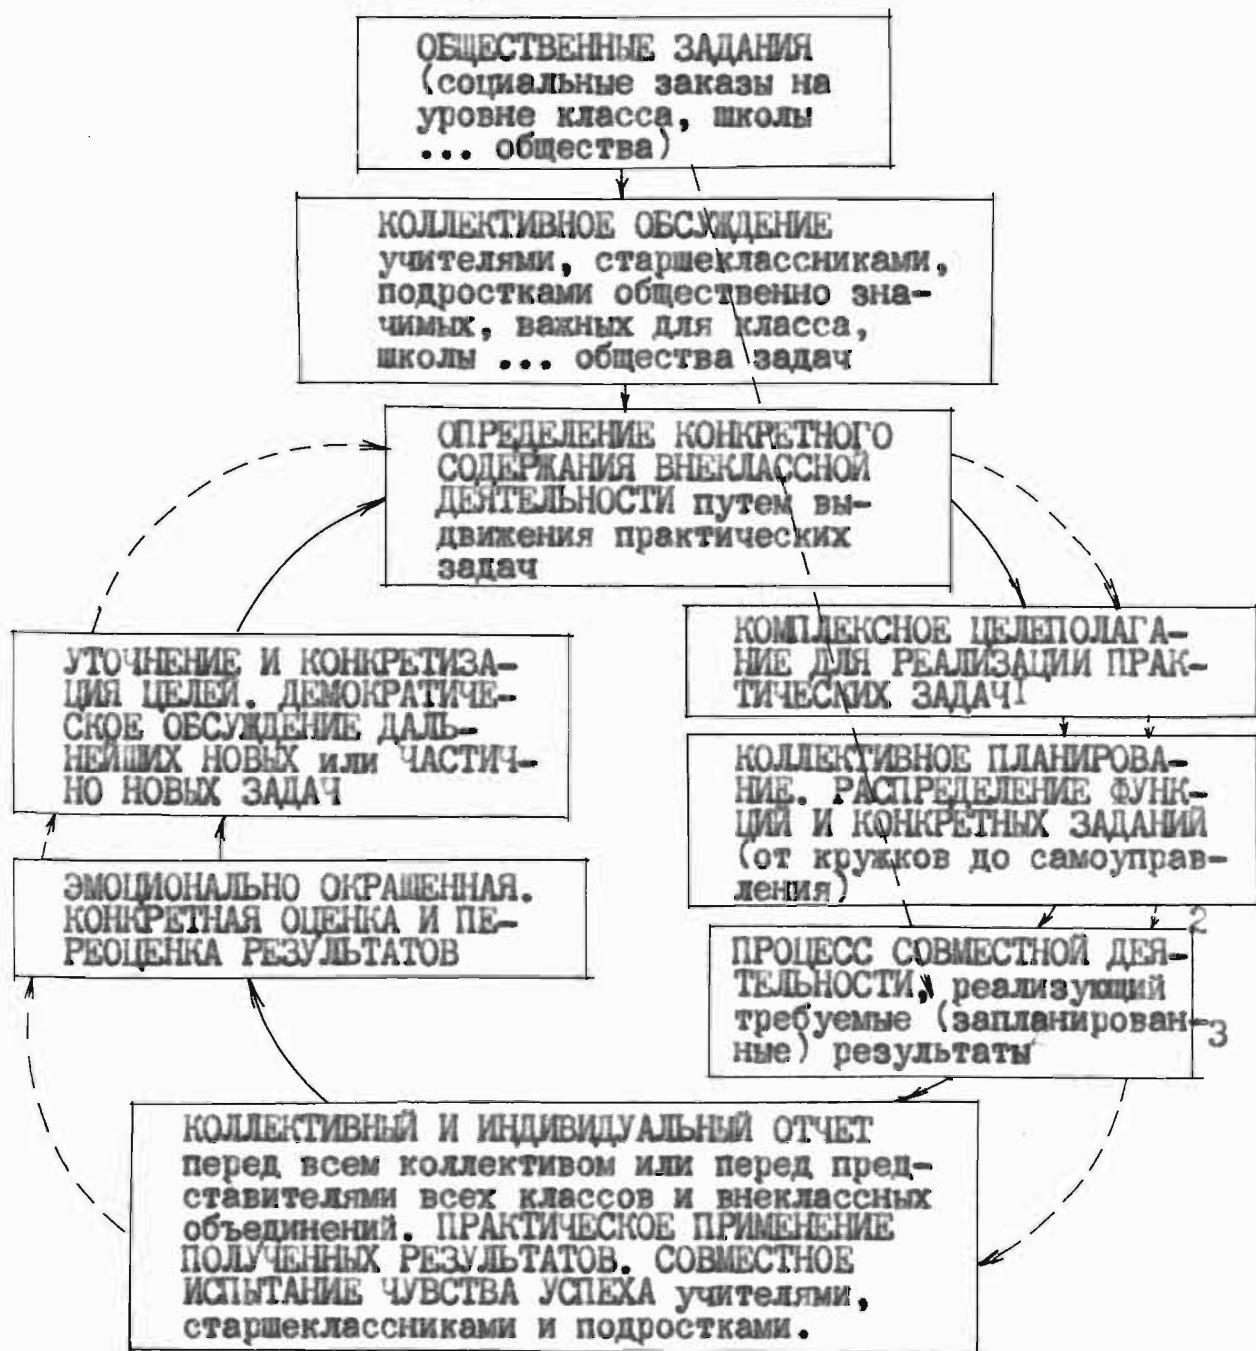 ОБЩЕСТВЕННЫЕ ЗАДАНИЯ
(социальные заказы на
уровне класса, школы
... общества)
КОЛЛЕКТИВНОЕ ОБСУЖДЕНИЕ
учителями, старшеклассниками,
подростками общественно зна-
чимых, важных для класса,
школы ... общества задач
ОПРЕДЕЛЕНИЕ КОНКРЕТНОГО
СОДЕРЖАНИЯ ВНЕКЛАССНОЙ
ДЕЯТЕЛЬНОСТИ путем вы-
движения практических
задач
КОМПЛЕКСНОЕ ЦЕЛЕПОЛАГА-
НИЕ ДЛЯ РЕАЛИЗАЦИИ ПРАК-
ТИЧЕСКИХ ЗАДАЧ1
КОЛЛЕКТИВНОЕ ПЛАНИРОВА-
НИЕ. РАСПРЕДЕЛЕНИЕ ФУНК-
ЦИЙ И КОНКРЕТНЫХ ЗАДАНИЙ
(от кружков до самоуправ-
ления)
2
ПРОЦЕСС СОВМЕСТНОЙ ДЕЯ-
ТЕЛЬНОСТИ, реализующий
требуемые (запланирован-
ные) результаты
3
КОЛЛЕКТИВНЫЙ И ИНДИВИДУАЛЬНЫЙ ОТЧЕТ
перед всем коллективом или перед пред-
ставителями всех классов и внеклассных
объединений. ПРАКТИЧЕСКОЕ ПРИМЕНЕНИЕ
ПОЛУЧЕННЫХ РЕЗУЛЬТАТОВ. СОВМЕСТНОЕ
ИСПЫТАНИЕ ЧУВСТВА УСПЕХА учителями,
старшеклассниками и подростками.
ЭМОЦИОНАЛЬНО ОКРАШЕННАЯ.
КОНКРЕТНАЯ ОЦЕНКА И ПЕ-
РЕОЦЕНКА РЕЗУЛЬТАТОВ
УТОЧНЕНИЕ И КОНКРЕТИЗА-
ЦИЯ ЦЕЛЕЙ. ДЕМОКРАТИЧЕ-
СКОЕ ОБСУЖДЕНИЕ ДАЛЬ-
НЕЙШИХ НОВЫХ или ЧАСТИЧ-
НО НОВЫХ ЗАДАЧ